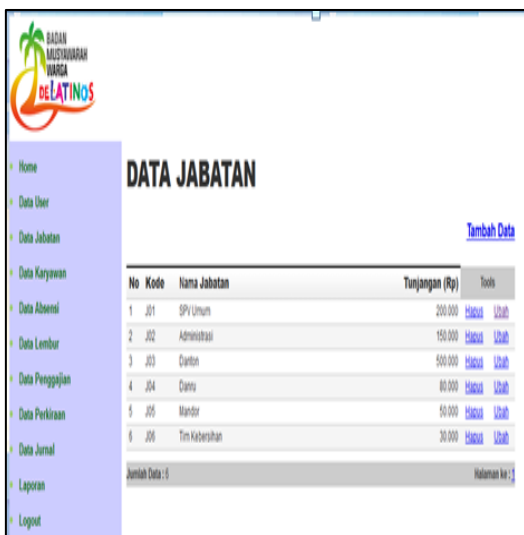 BADAN
MUSYAWARAH
WARGA
DELATINOS
Home
Data User
Data Jabatan
Data Karyawan
Data Absensi
Data Lembur
Data Penggajian
Data Perkiraan
Data Jurnal
Laporan
Logout
DATA JABATAN
Tambah Data
No Kode Nama Jabatan Tunjangan (Rp) Tools
1 J01 SPV Umum 200.000 Hapus Ubah
2 J02 Administrasi 150.000 Hapus Ubah
3 J03 Danton 500.000 Hapus Ubah
4 J04 Danru 80.000 Hapus Ubah
5 J05 Mandor 50.000 Hapus Ubah
6 J06 Tim Kebersihan 30.000 Hapus Ubah
Jumlah Data : 6 Halaman ke : 1